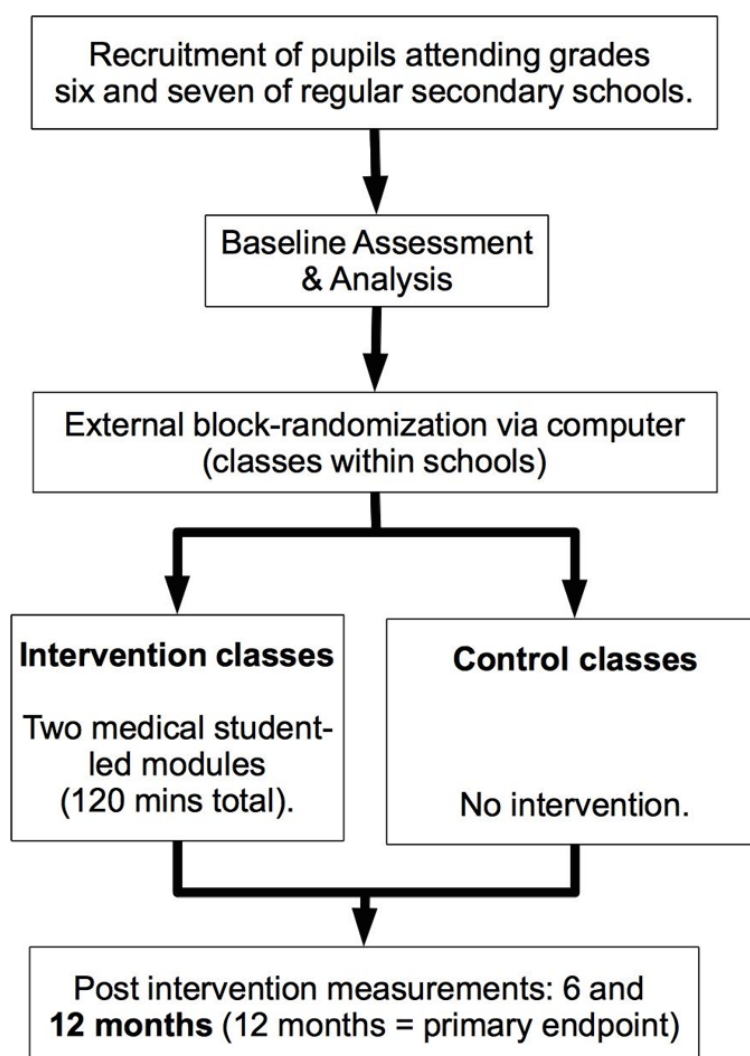 Recruitment of pupils attending grades
six and seven of regular secondary schools.
Baseline Assessment
& Analysis
External block-randomization via computer
(classes within schools)
Intervention classes
Two medical student-
led modules
(120 mins total).
Control classes
No intervention.
Post intervention measurements: 6 and
12 months (12 months = primary endpoint)